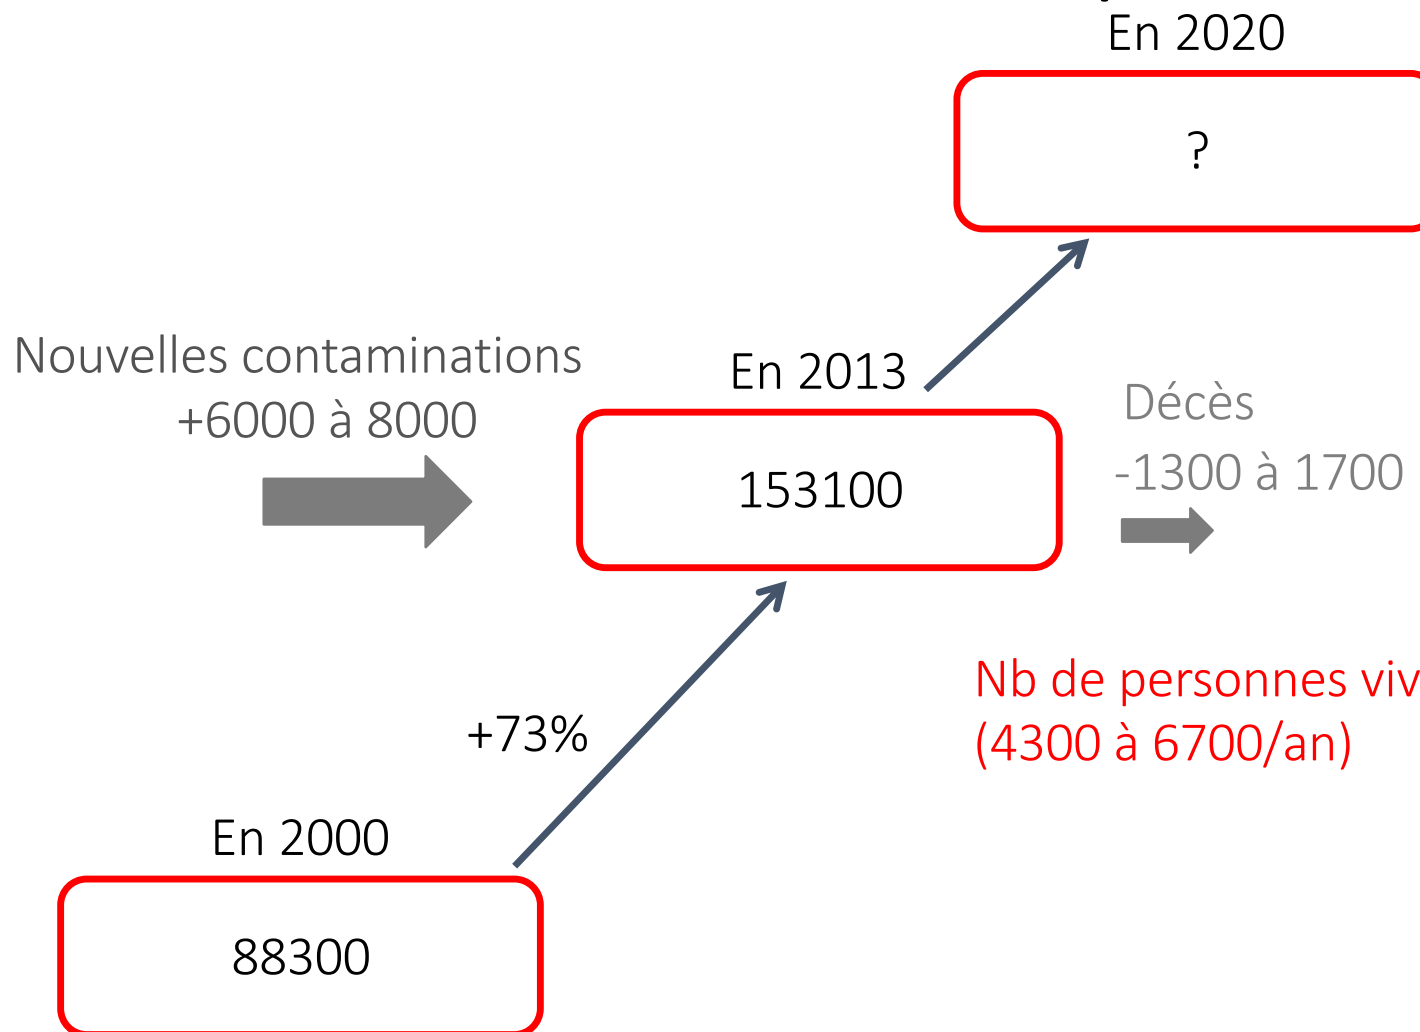 En 2020
?
Nouvelles contaminations
+6000 à 8000
En 2013
153100
Décès
-1300 à 1700
+73%
Nb de personnes viv
(4300 à 6700/an)
En 2000
88300